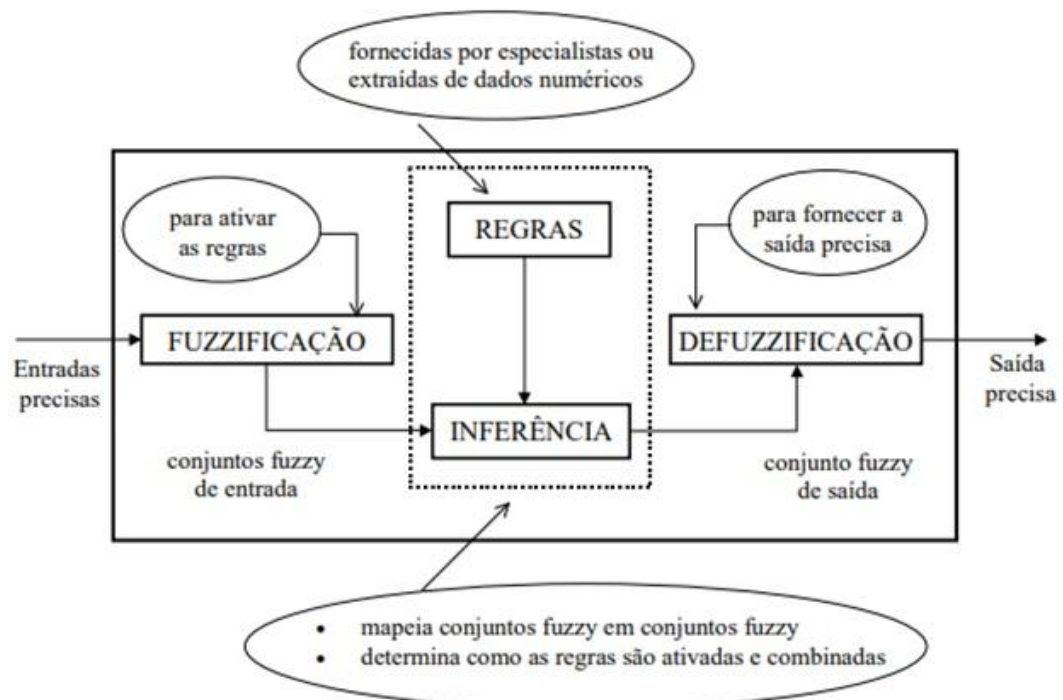 fornecidas por especialistas ou
extraídas de dados numéricos
para ativar
as regras
REGRAS
para fornecer a
saída precisa
FUZZIFICAÇÃO
DEFUZZIFICAÇÃO
Entradas
precisas
Saída
precisa
INFERÊNCIA
conjuntos fuzzy
de entrada
conjunto fuzzy
de saída
• mapeia conjuntos fuzzy em conjuntos fuzzy
• determina como as regras são ativadas e combinadas